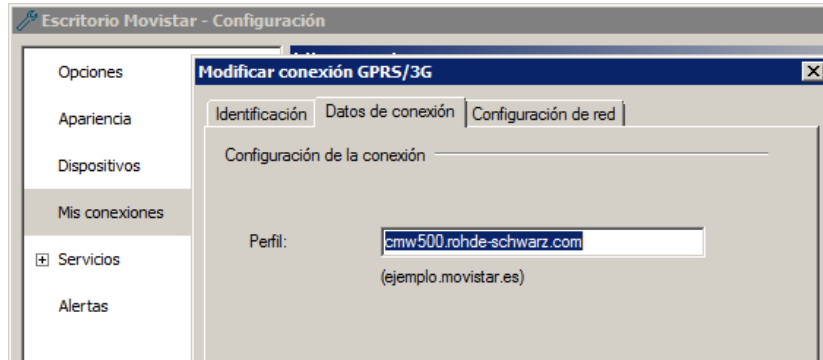 Escritorio Movistar - Configuración
Opciones
Apariencia
Dispositivos
Mis conexiones
Servicios
Alertas
Modificar conexión GPRS/3G
Identificación
Datos de conexión
Configuración de red
Configuración de la conexión
Perfil:
cmw500.rohde-schwarz.com
(ejemplo.movistar.es)